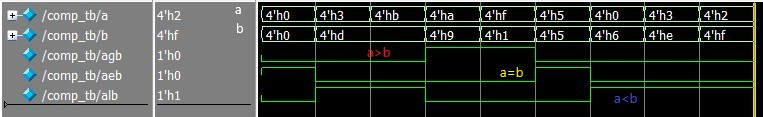 /comp_tb/a 4'h2 a 4'h0 4'h3 4'hb 4'ha 4'hf 4'h5 4'h0 4'h3 4'h2
/comp_tb/b 4'hf b 4'h0 4'hd 4'h9 4'h1 4'h5 4'h6 4'he 4'hf
/comp_tb/agb 1'h0 a>b
/comp_tb/aeb 1'h0 a=b
/comp_tb/alb 1'h1 a<b